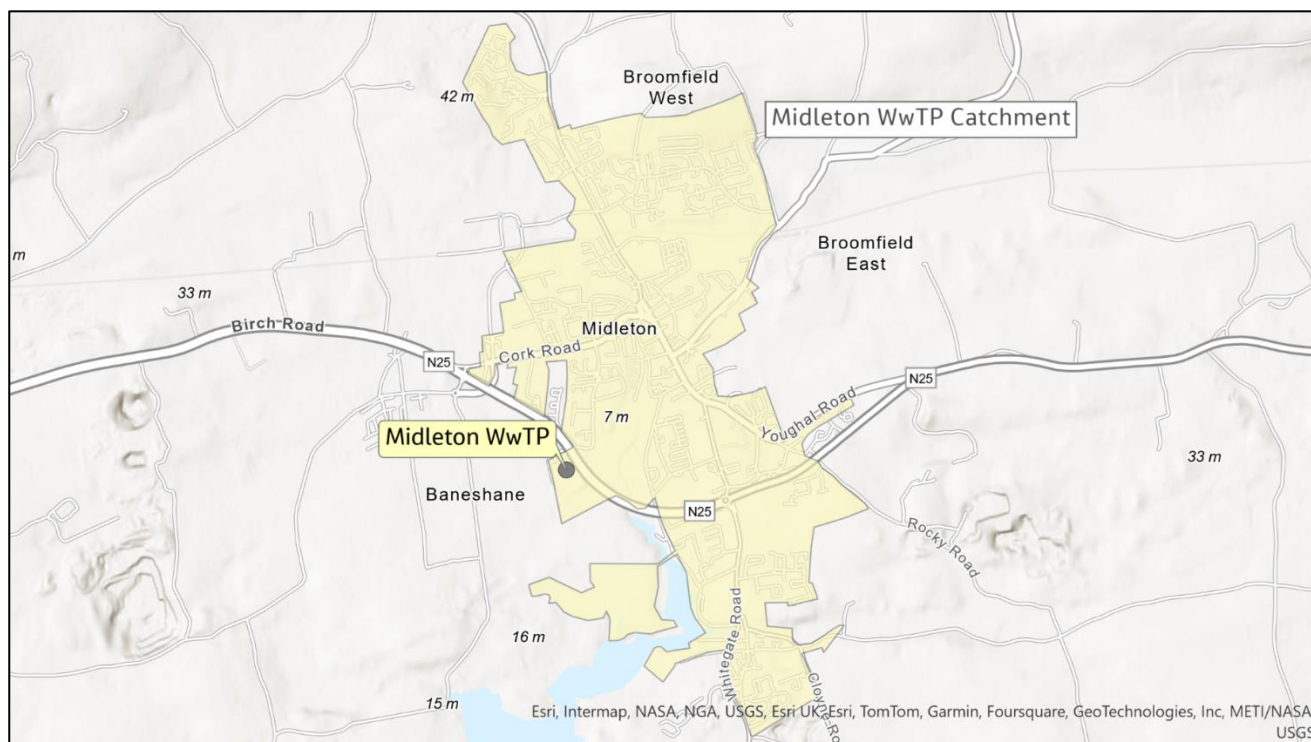 Broomfield
West
42 m
Midleton WwTP Catchment
Broomfield
East
m
33 m
Birch Road
Midleton
N25
Cork Road
N25
7 m
Youghal Road
Midleton WwTP
33 m
Baneshane
N25
Rocky Road
16 m
Whitegate Road
15 m
Cloyne Ro
Esri, Intermap, NASA, NGA, USGS, Esri UK, Esri, TomTom, Garmin, Foursquare, GeoTechnologies, Inc, METI/NASA
USGS